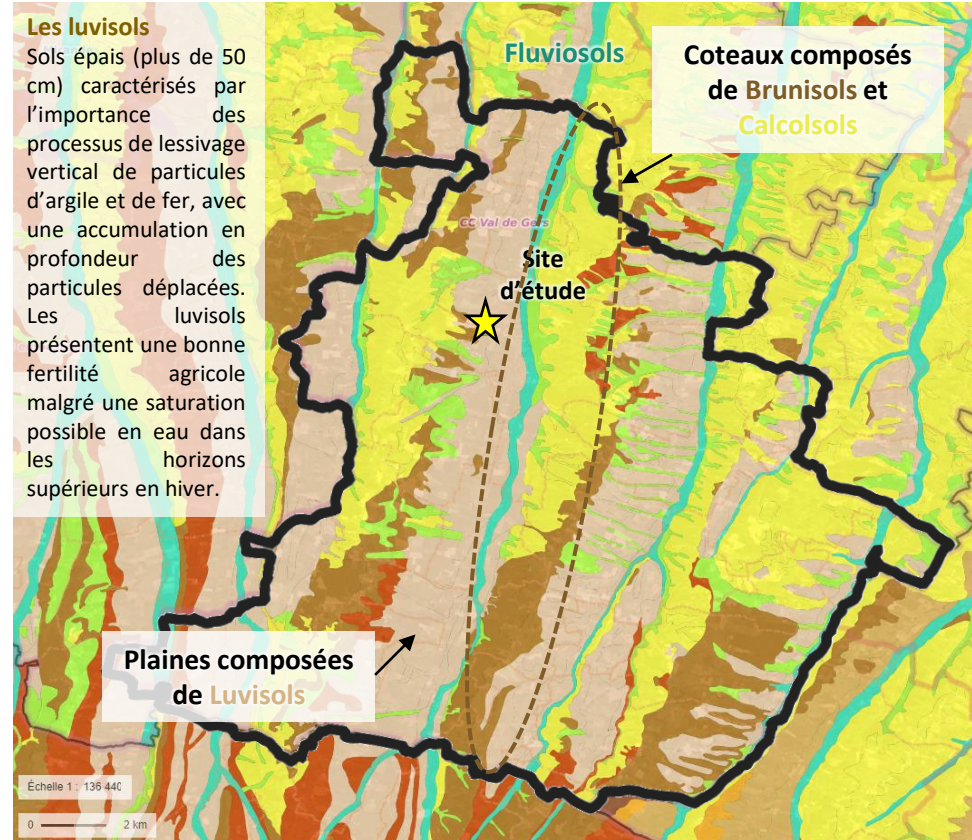 Les luvisols
Sols épais (plus de 50
cm) caractérisés par
l'importance des
processus de lessivage
vertical de particules
d'argile et de fer, avec
une accumulation en
profondeur des
particules déplacées.
Les luvisols
présentent une bonne
fertilité agricole
malgré une saturation
possible en eau dans
les horizons
supérieurs en hiver.
Fluviosols
Coteaux composés
de Brunisols et
Calcolsols
CC Val de Gers
Site
d'étude
Plaines composées
de Luvisols
Échelle 1 : 136 440
0 2 km